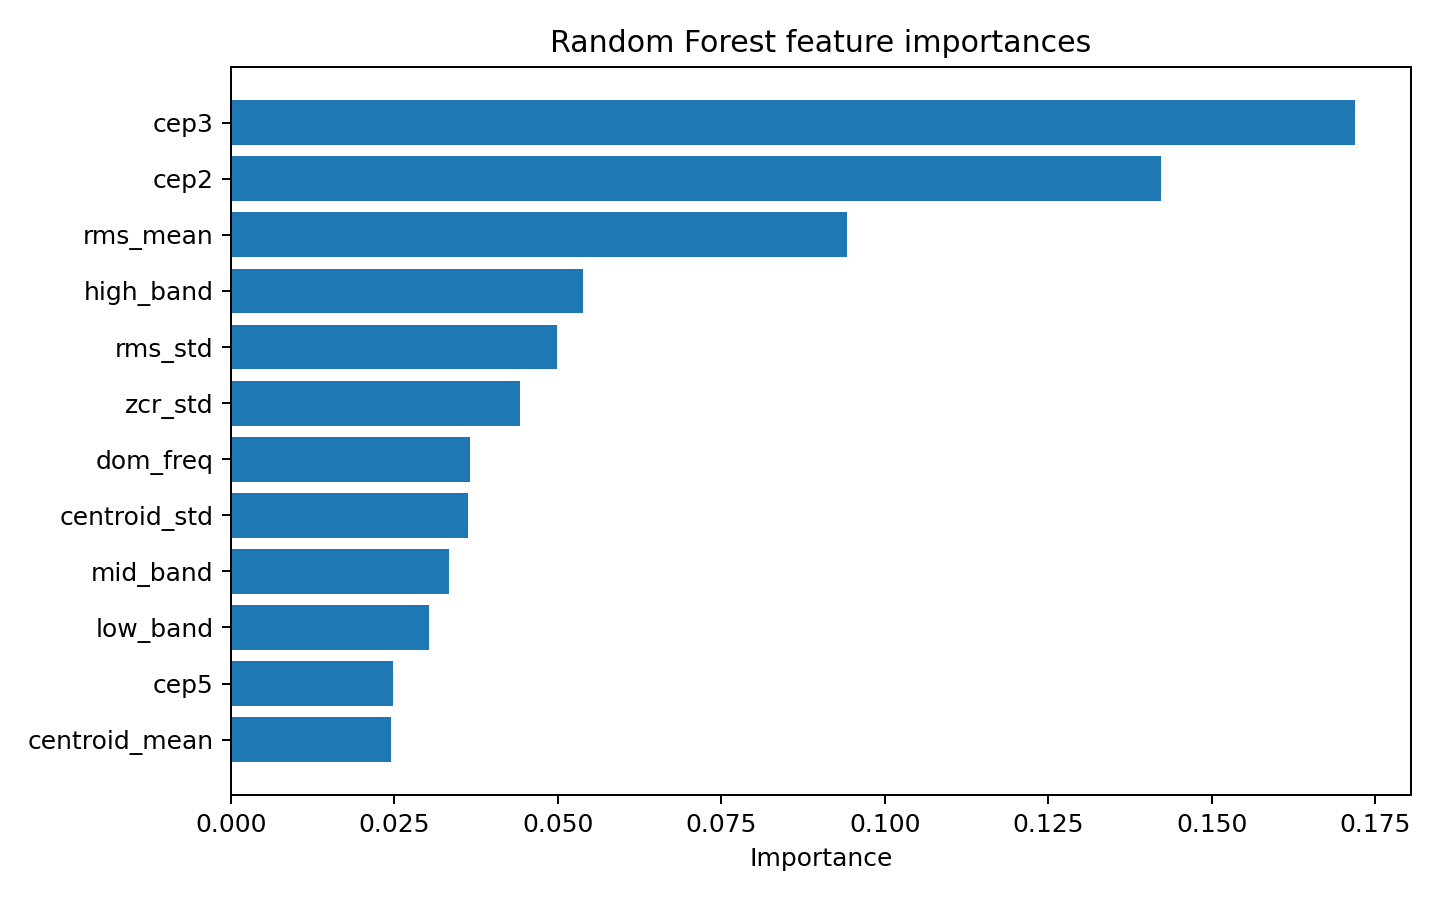 Random Forest feature importances
cep3
cep2
rms_mean
high_band
rms_std
zcr_std
dom_freq
centroid_std
mid_band
low_band
cep5
centroid_mean
0.000 0.025 0.050 0.075 0.100 0.125 0.150 0.175
Importance